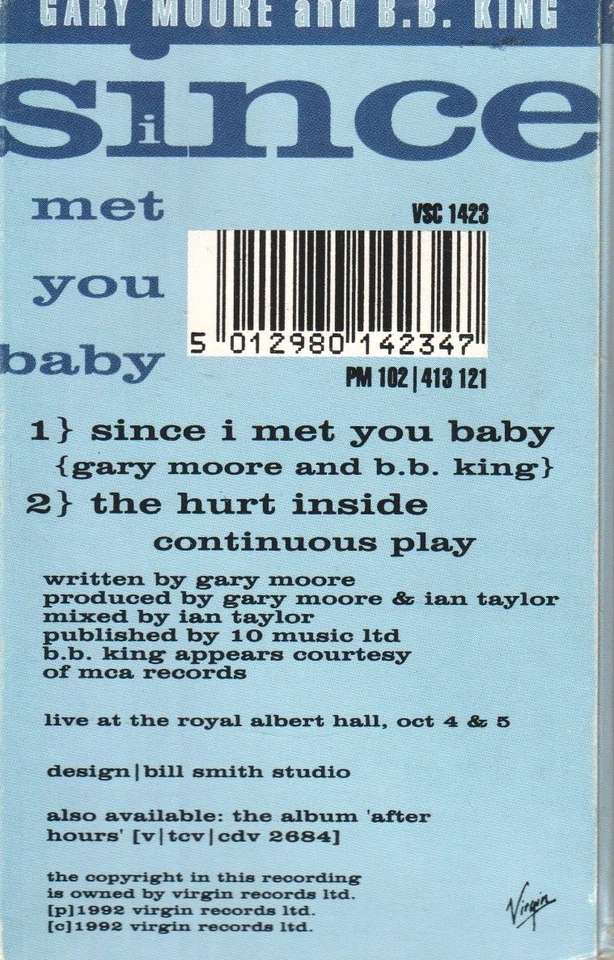 GARY MOORE and B.B. KING
since
i
met
you
baby
VSC 1423
5 012980 142347
PM 102|413 121
1} since i met you baby
{gary moore and b.b. king}
2} the hurt inside
continuous play
written by gary moore
produced by gary moore & ian taylor
mixed by ian taylor
published by 10 music ltd
b.b. king appears courtesy
of mca records
live at the royal albert hall, oct 4 & 5
design|bill smith studio
also available: the album 'after
hours' [v|tcv|cdv 2684]
the copyright in this recording
is owned by virgin records ltd.
[p]1992 virgin records ltd.
[c]1992 virgin records ltd.
Virgin